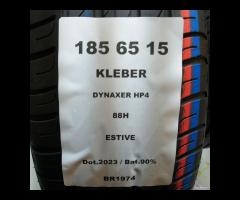 185 65 15
KLEBER
DYNAXER HP4
88H
ESTIVE
Dot.2023 / Bat.90%
BR1974